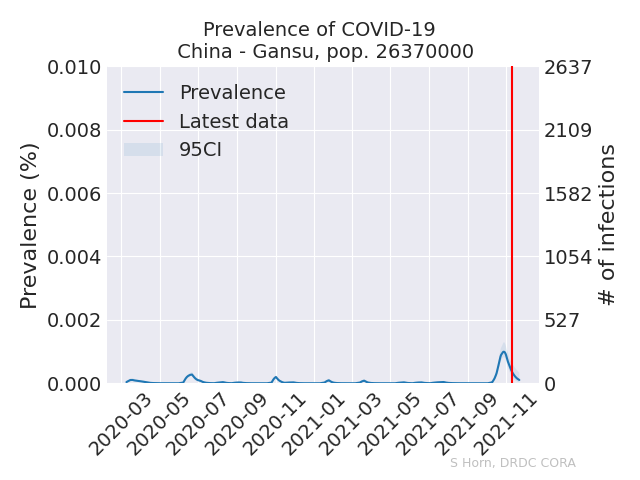 Prevalence of COVID-19
China - Gansu, pop. 26370000
Prevalence
Latest data
95CI
Prevalence (%)
0.010
0.008
0.006
0.004
0.002
0.000
2637
2109
1582
1054
527
0
# of infections
2020-03
2020-05
2020-07
2020-09
2020-11
2021-01
2021-03
2021-05
2021-07
2021-09
2021-11
S Horn, DRDC CORA